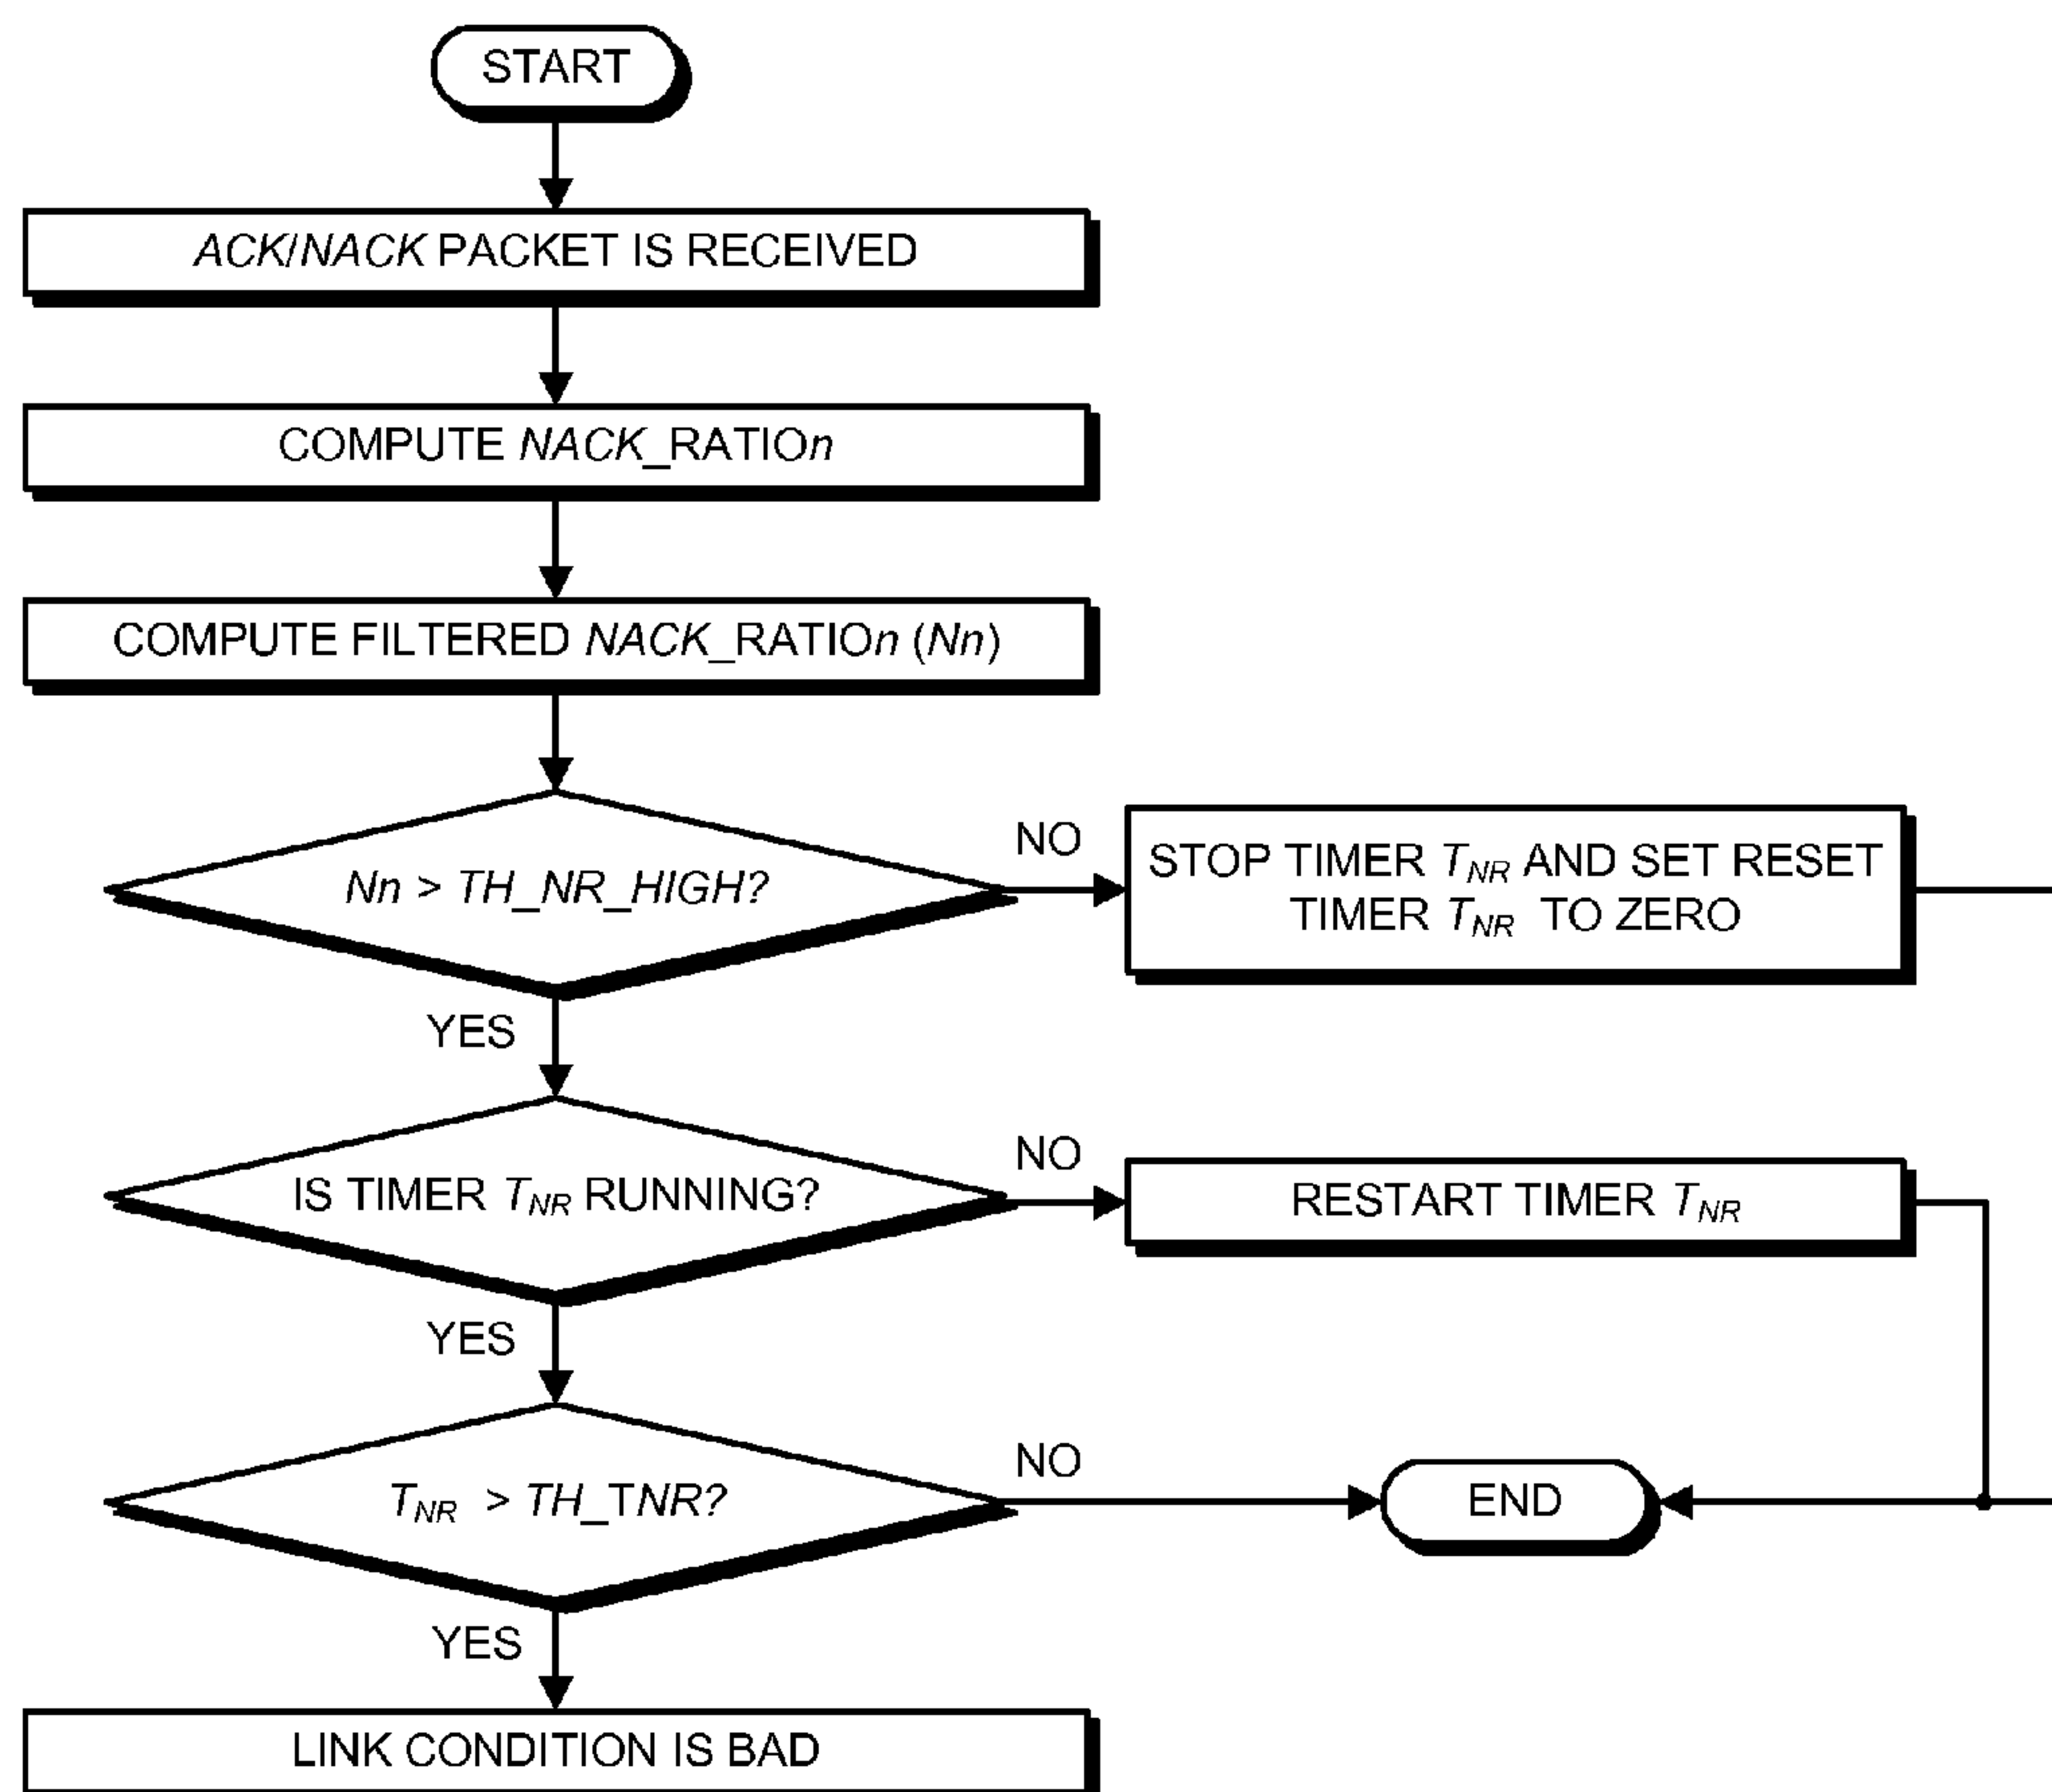 START
ACK/NACK PACKET IS RECEIVED
COMPUTE NACK_RATIOn
COMPUTE FILTERED NACK_RATIOn (Nn)
Nn > TH_NR_HIGH?
NO
STOP TIMER TNR AND SET RESET
TIMER TNR TO ZERO
YES
IS TIMER TNR RUNNING?
NO
RESTART TIMER TNR
YES
TNR > TH_TNR?
NO
END
YES
LINK CONDITION IS BAD